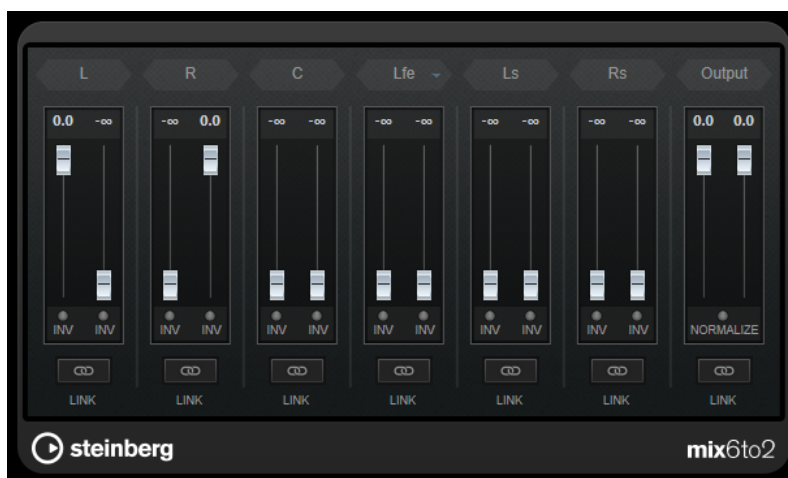 L R C Lfe Ls Rs Output
0.0 -∞ -∞ 0.0 -∞ -∞ -∞ -∞ -∞ -∞ -∞ -∞ 0.0 0.0
INV INV INV INV INV INV INV INV INV INV INV INV NORMALIZE
LINK LINK LINK LINK LINK LINK LINK
steinberg mix6to2